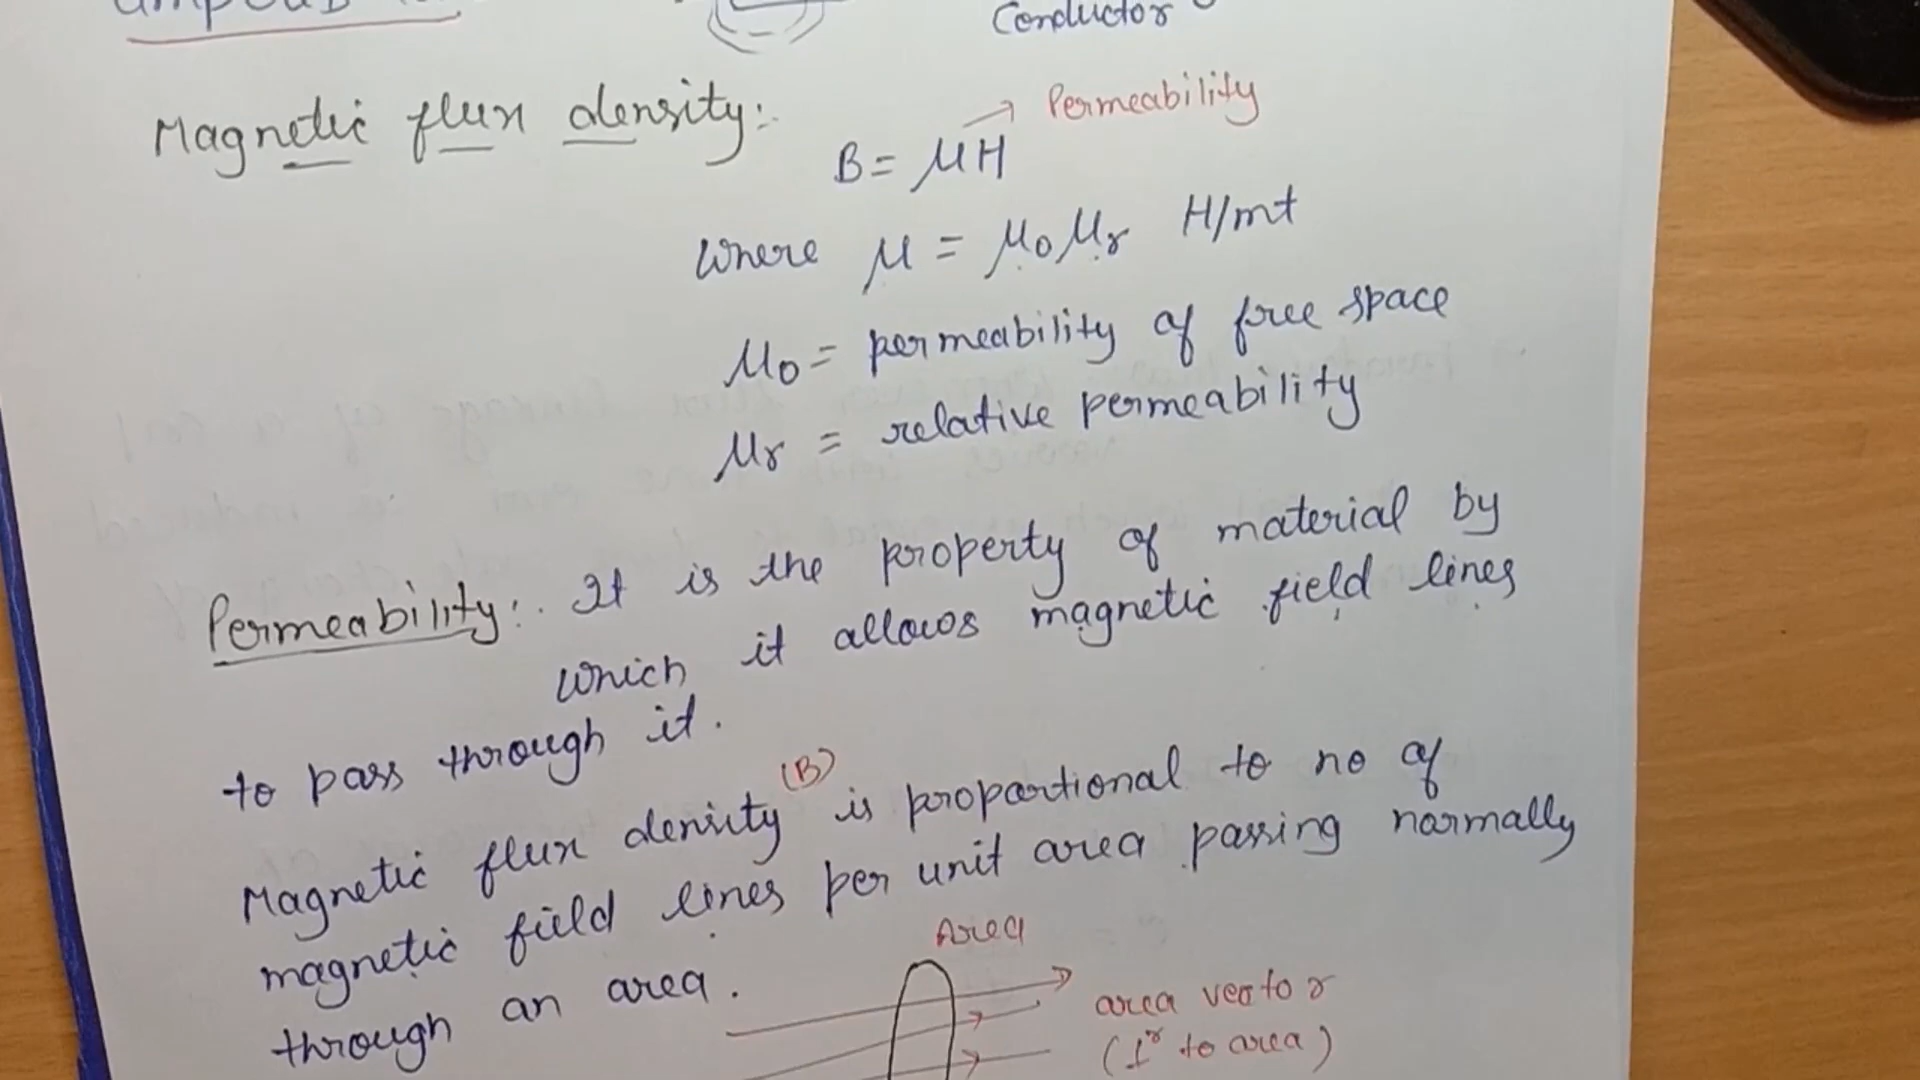 Conductor
Magnetic flux density:-
Permeability
B = μH
Where μ = μ0μr H/mt
μ0 = permeability of free space
μr = relative permeability
Permeability:- It is the property of material by
which it allows magnetic field lines
to pass through it.
Magnetic flux density (B) is proportional to no of
magnetic field lines per unit area passing normally
through an area.
Area
area vector
(⊥r to area)